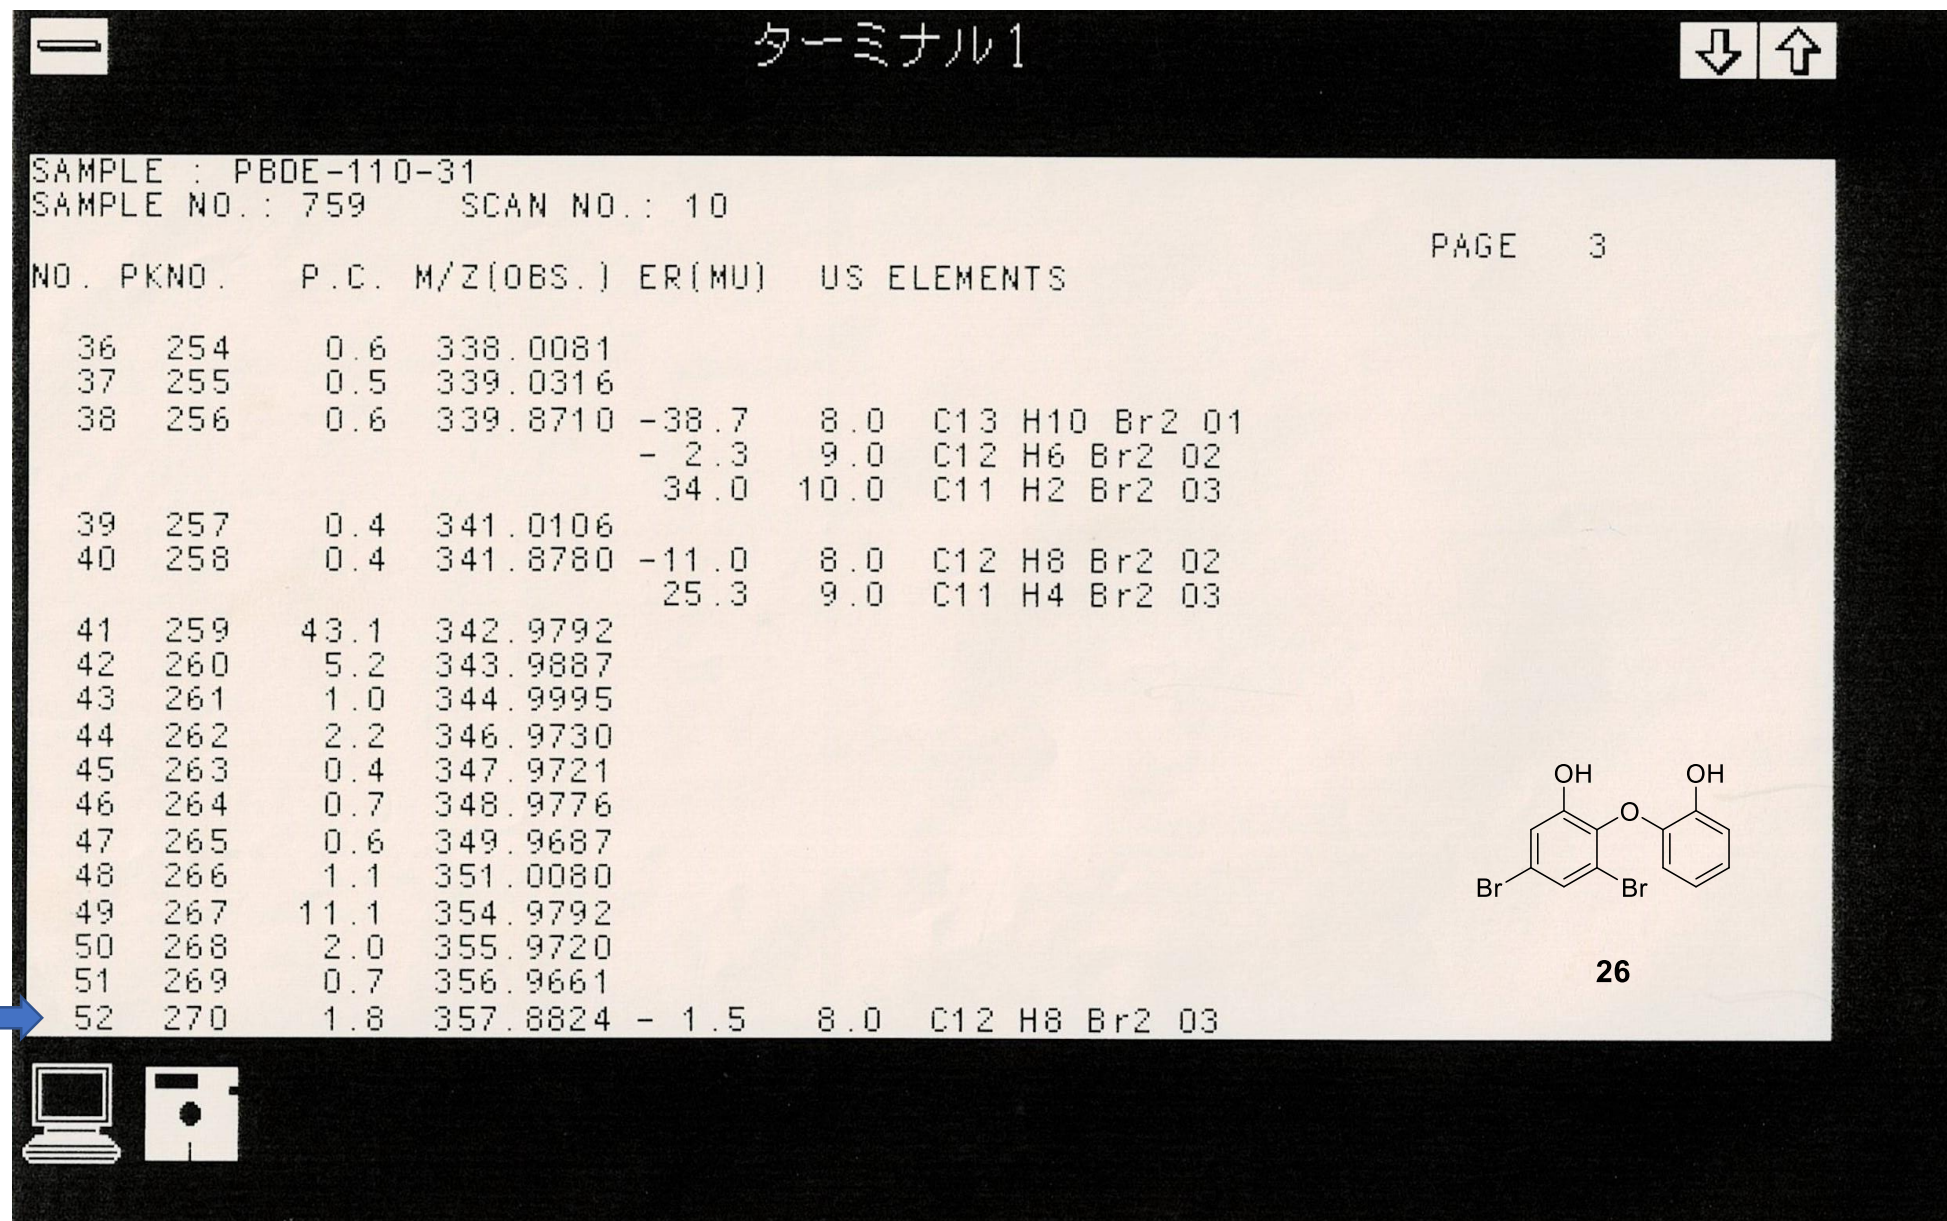 ターミナル1
SAMPLE : PBDE-110-31
SAMPLE NO.: 759 SCAN NO.: 10
PAGE 3
NO. PKNO. P.C. M/Z(OBS.) ER(MU) US ELEMENTS
36 254 0.6 338.0081
37 255 0.5 339.0316
38 256 0.6 339.8710 -38.7 8.0 C13 H10 Br2 O1
- 2.3 9.0 C12 H6 Br2 O2
34.0 10.0 C11 H2 Br2 O3
39 257 0.4 341.0106
40 258 0.4 341.8780 -11.0 8.0 C12 H8 Br2 O2
25.3 9.0 C11 H4 Br2 O3
41 259 43.1 342.9792
42 260 5.2 343.9887
43 261 1.0 344.9995
44 262 2.2 346.9730
45 263 0.4 347.9721
46 264 0.7 348.9776
47 265 0.6 349.9687
48 266 1.1 351.0080
49 267 11.1 354.9792
50 268 2.0 355.9720
51 269 0.7 356.9661
52 270 1.8 357.8824 - 1.5 8.0 C12 H8 Br2 O3
OH OH
O
Br Br
26